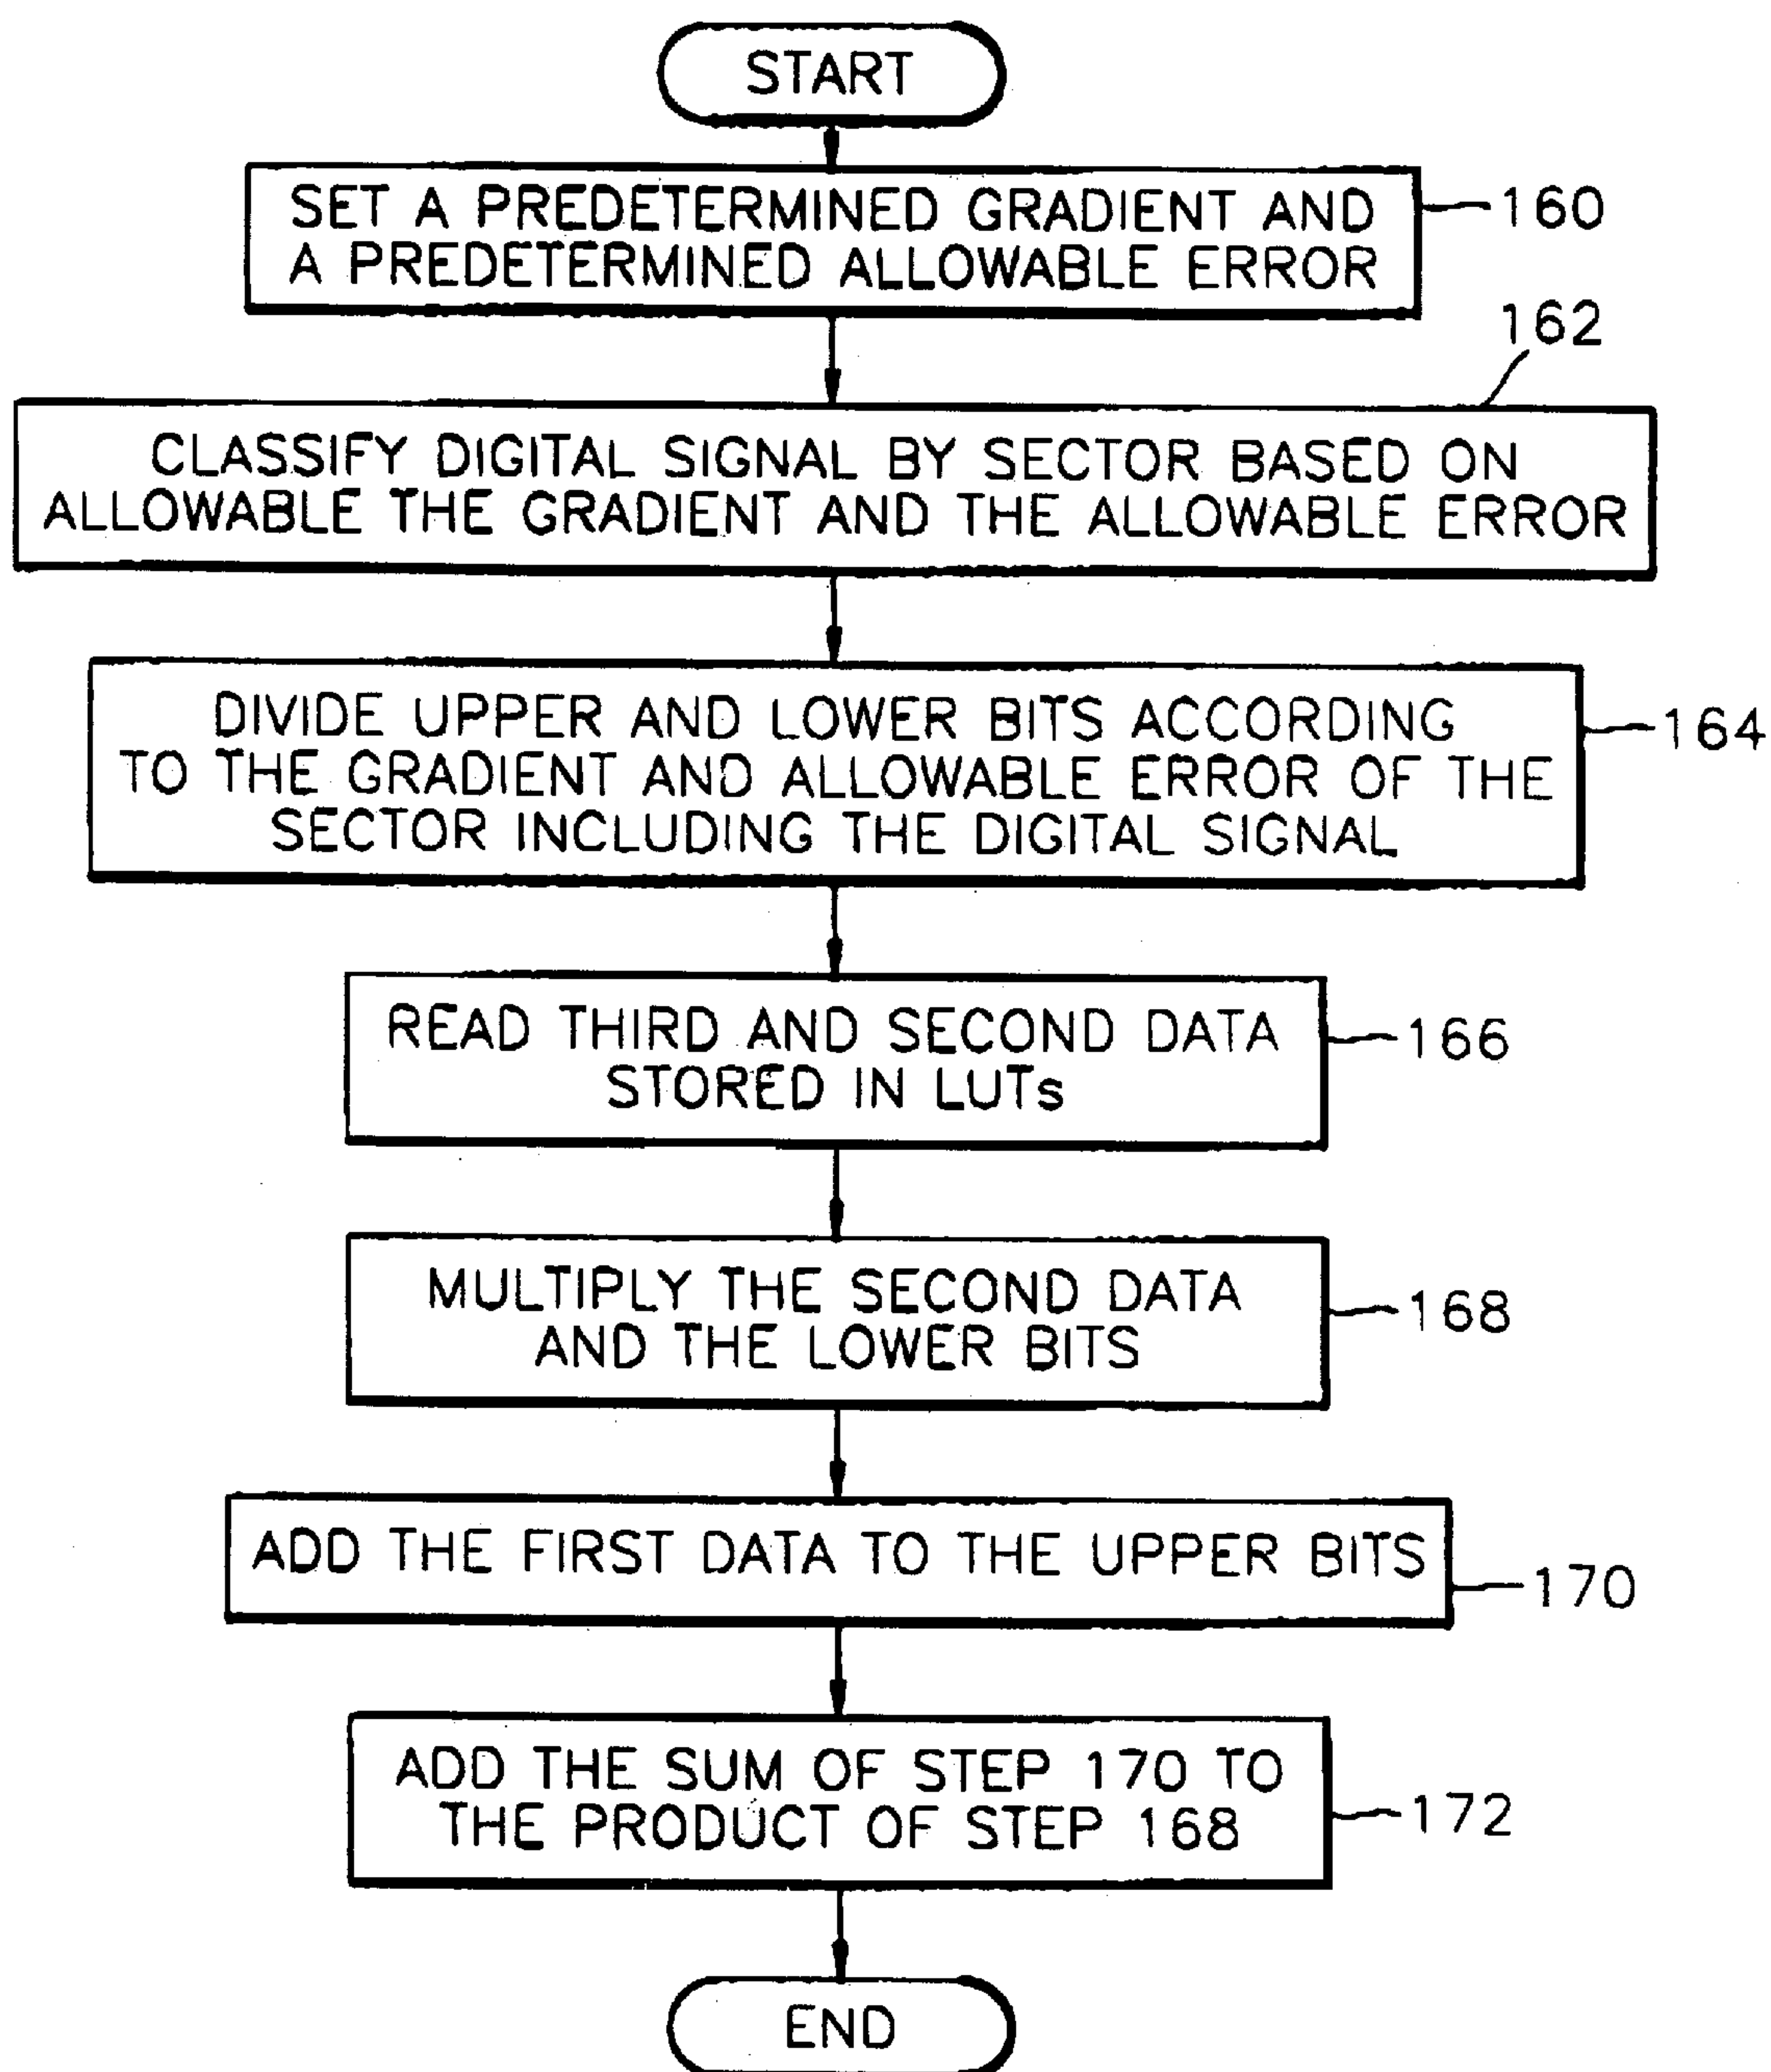 START
SET A PREDETERMINED GRADIENT AND
A PREDETERMINED ALLOWABLE ERROR
160
162
CLASSIFY DIGITAL SIGNAL BY SECTOR BASED ON
ALLOWABLE THE GRADIENT AND THE ALLOWABLE ERROR
DIVIDE UPPER AND LOWER BITS ACCORDING
TO THE GRADIENT AND ALLOWABLE ERROR OF THE
SECTOR INCLUDING THE DIGITAL SIGNAL
164
READ THIRD AND SECOND DATA
STORED IN LUTs
166
MULTIPLY THE SECOND DATA
AND THE LOWER BITS
168
ADD THE FIRST DATA TO THE UPPER BITS
170
ADD THE SUM OF STEP 170 TO
THE PRODUCT OF STEP 168
172
END